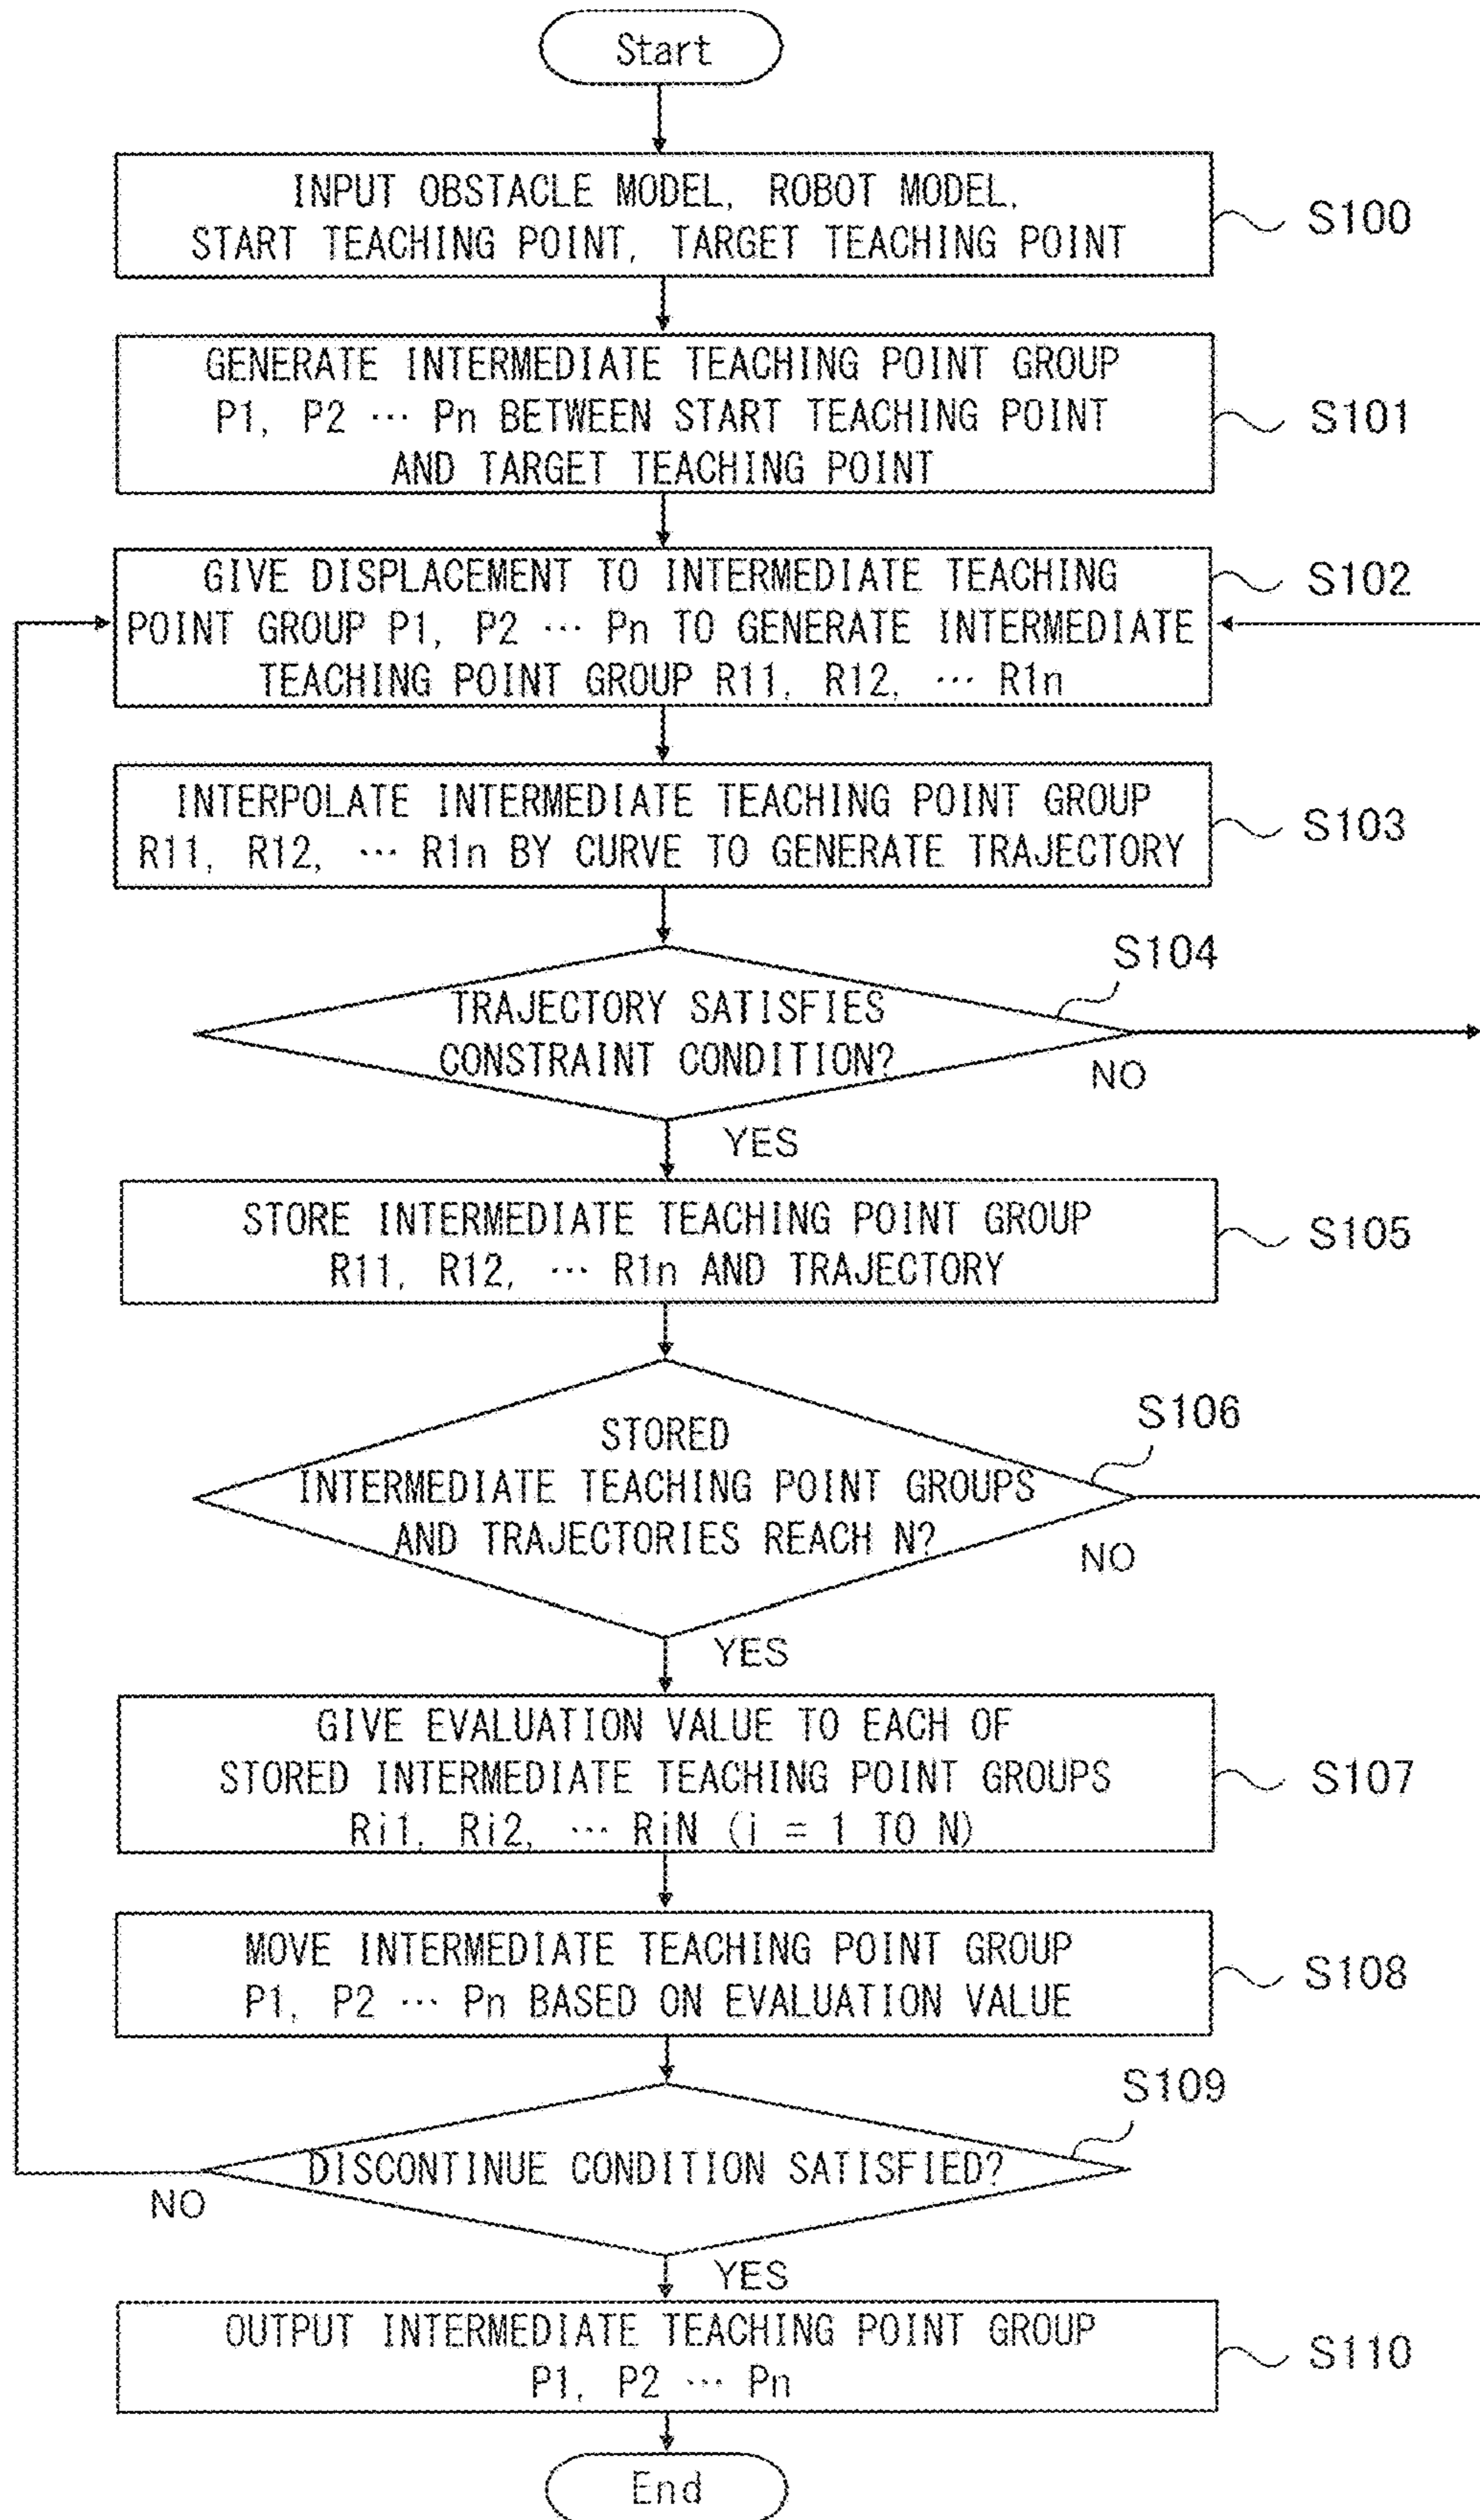 Start
INPUT OBSTACLE MODEL, ROBOT MODEL,
START TEACHING POINT, TARGET TEACHING POINT
S100
GENERATE INTERMEDIATE TEACHING POINT GROUP
P1, P2 ··· Pn BETWEEN START TEACHING POINT
AND TARGET TEACHING POINT
S101
GIVE DISPLACEMENT TO INTERMEDIATE TEACHING
POINT GROUP P1, P2 ··· Pn TO GENERATE INTERMEDIATE
TEACHING POINT GROUP R11, R12, ··· R1n
S102
INTERPOLATE INTERMEDIATE TEACHING POINT GROUP
R11, R12, ··· R1n BY CURVE TO GENERATE TRAJECTORY
S103
S104
TRAJECTORY SATISFIES
CONSTRAINT CONDITION?
NO
YES
STORE INTERMEDIATE TEACHING POINT GROUP
R11, R12, ··· R1n AND TRAJECTORY
S105
S106
STORED
INTERMEDIATE TEACHING POINT GROUPS
AND TRAJECTORIES REACH N?
NO
YES
GIVE EVALUATION VALUE TO EACH OF
STORED INTERMEDIATE TEACHING POINT GROUPS
Ri1, Ri2, ··· RiN (i = 1 TO N)
S107
MOVE INTERMEDIATE TEACHING POINT GROUP
P1, P2 ··· Pn BASED ON EVALUATION VALUE
S108
S109
DISCONTINUE CONDITION SATISFIED?
NO
YES
OUTPUT INTERMEDIATE TEACHING POINT GROUP
P1, P2 ··· Pn
S110
End